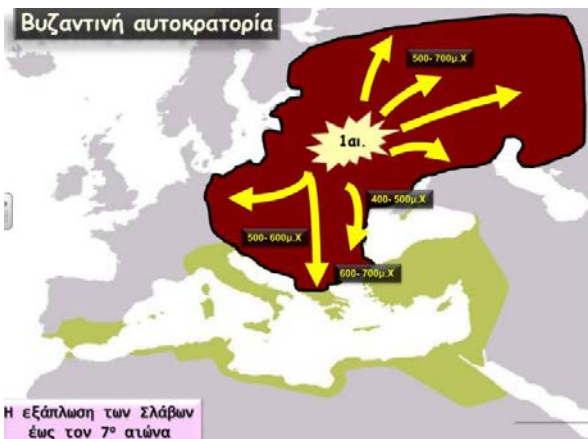 Βυζαντινή αυτοκρατορία
500-700μ.Χ
1αι.
400-500μ.Χ
500-600μ.Χ
600-700μ.Χ
Η εξάπλωση των Σλάβων
έως τον 7ο αιώνα